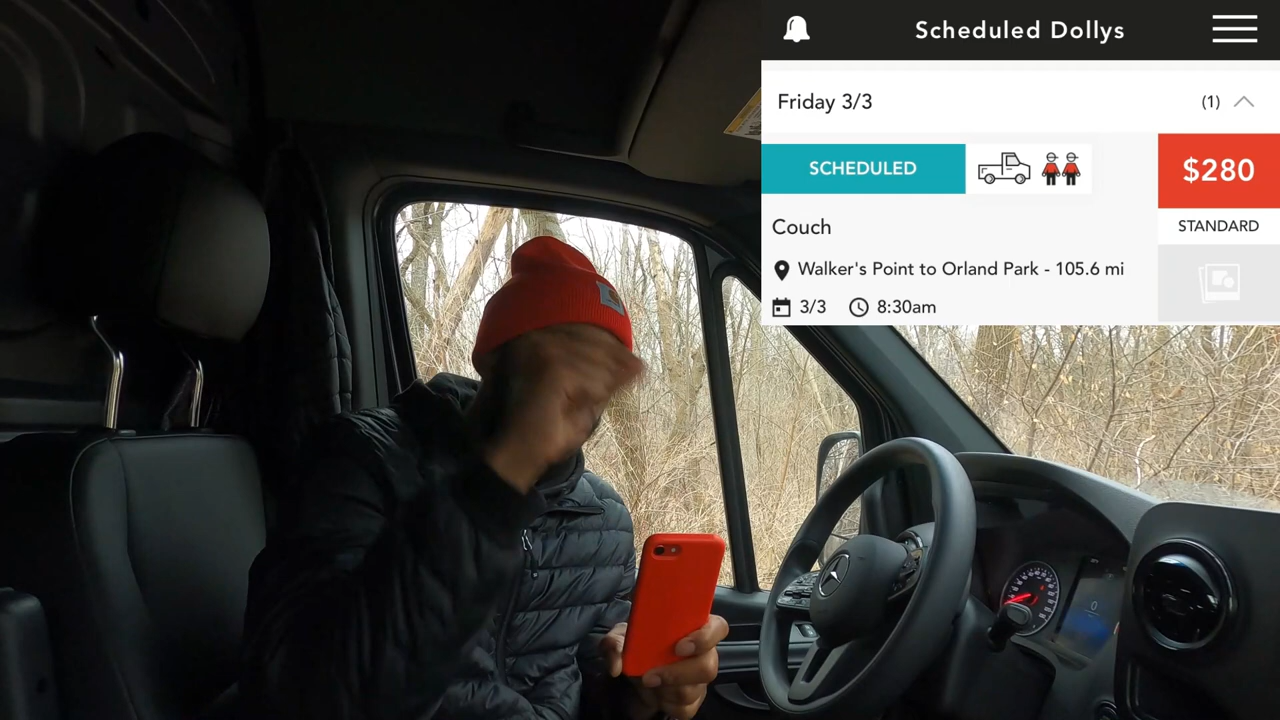 Scheduled Dollys
Friday 3/3
(1)
SCHEDULED
$280
Couch
STANDARD
Walker's Point to Orland Park - 105.6 mi
3/3
8:30am
0